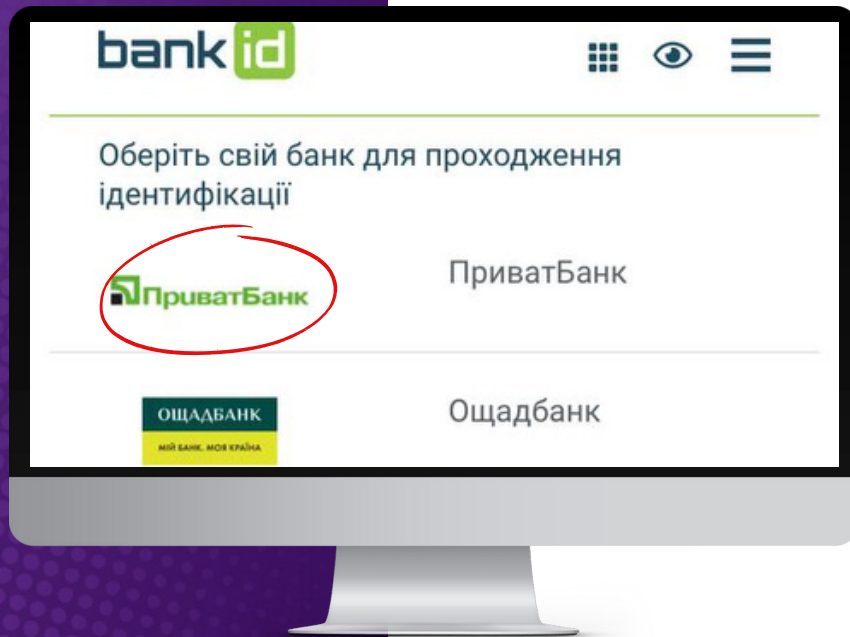 bank id
Оберіть свій банк для проходження
ідентифікації
ПриватБанк
ПриватБанк
ОЩАДБАНК
МІЙ БАНК. МОЯ КРАЇНА
Ощадбанк